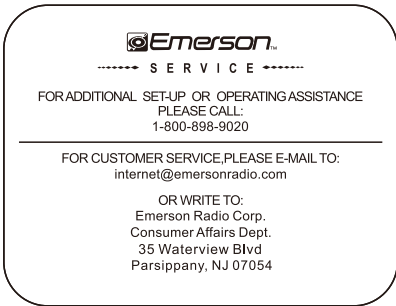 Emerson™
SERVICE
FOR ADDITIONAL SET-UP OR OPERATING ASSISTANCE
PLEASE CALL:
1-800-898-9020
FOR CUSTOMER SERVICE,PLEASE E-MAIL TO:
internet@emersonradio.com
OR WRITE TO:
Emerson Radio Corp.
Consumer Affairs Dept.
35 Waterview Blvd
Parsippany, NJ 07054